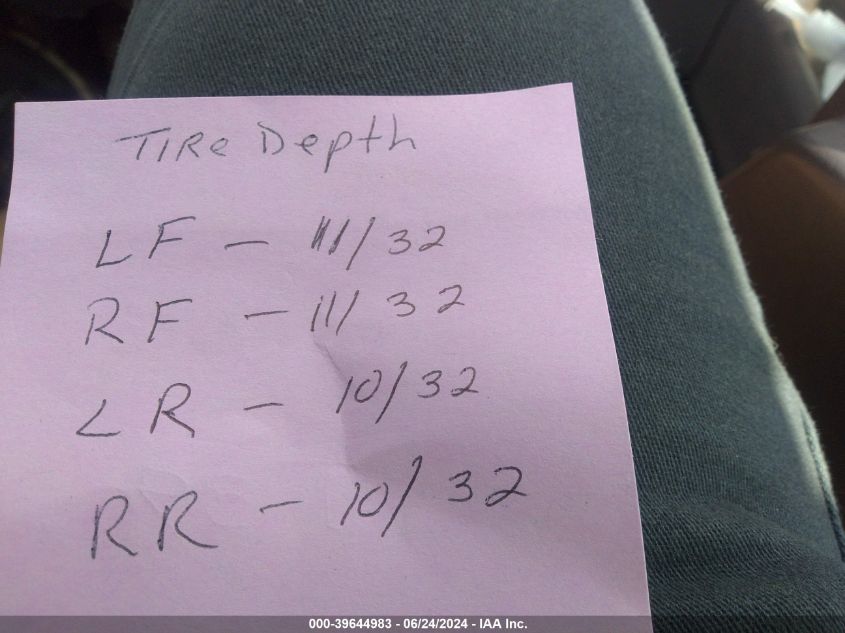 TIRe Depth
LF - 11/32
RF - 11/32
LR - 10/32
RR - 10/32
000-39644983 - 06/24/2024 - IAA Inc.